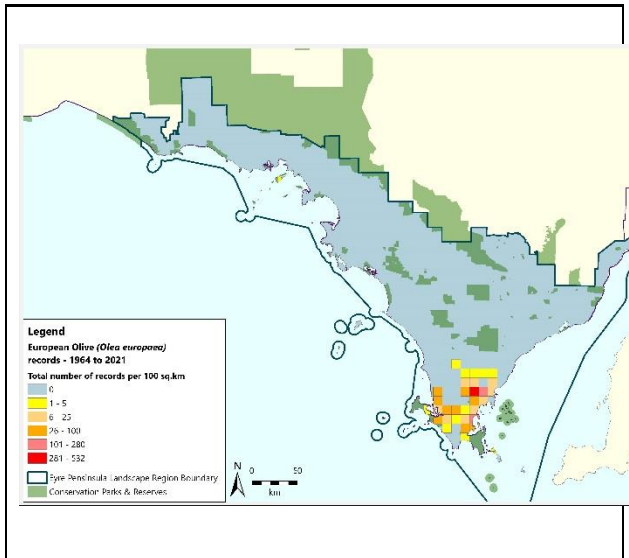 Legend
European Olive (Olea europaea)
records - 1964 to 2021
Total number of records per 100 sq.km
0
1 - 5
6 - 25
26 - 100
101 - 280
281 - 532
Eyre Pensinsula Landscape Region Boundary
Conservation Parks & Reserves
N
0 50
km